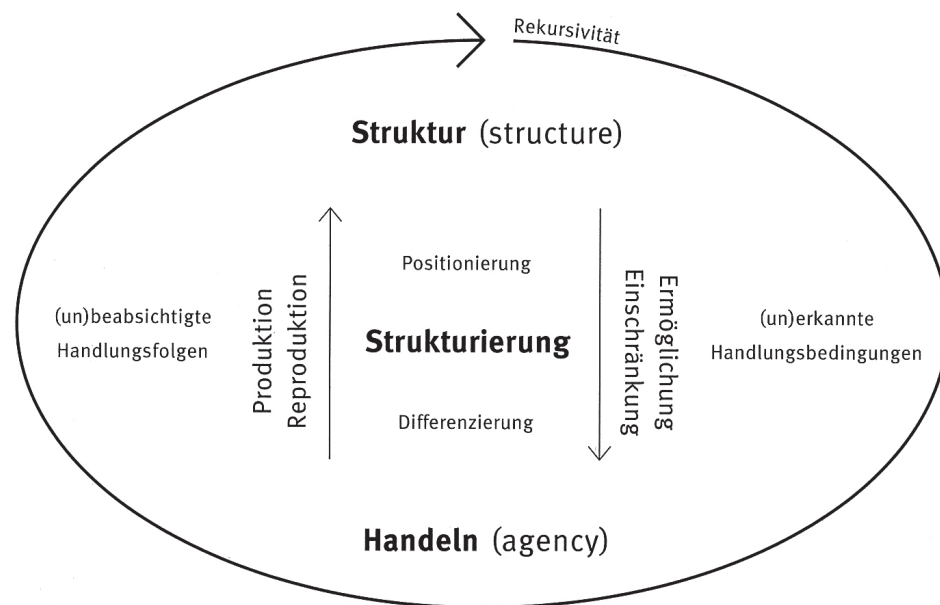 Rekursivität
Struktur (structure)
Positionierung
Produktion
Reproduktion
Ermöglichung
Einschränkung
(un)beabsichtigte
Handlungsfolgen
Strukturierung
(un)erkannte
Handlungsbedingungen
Differenzierung
Handeln (agency)